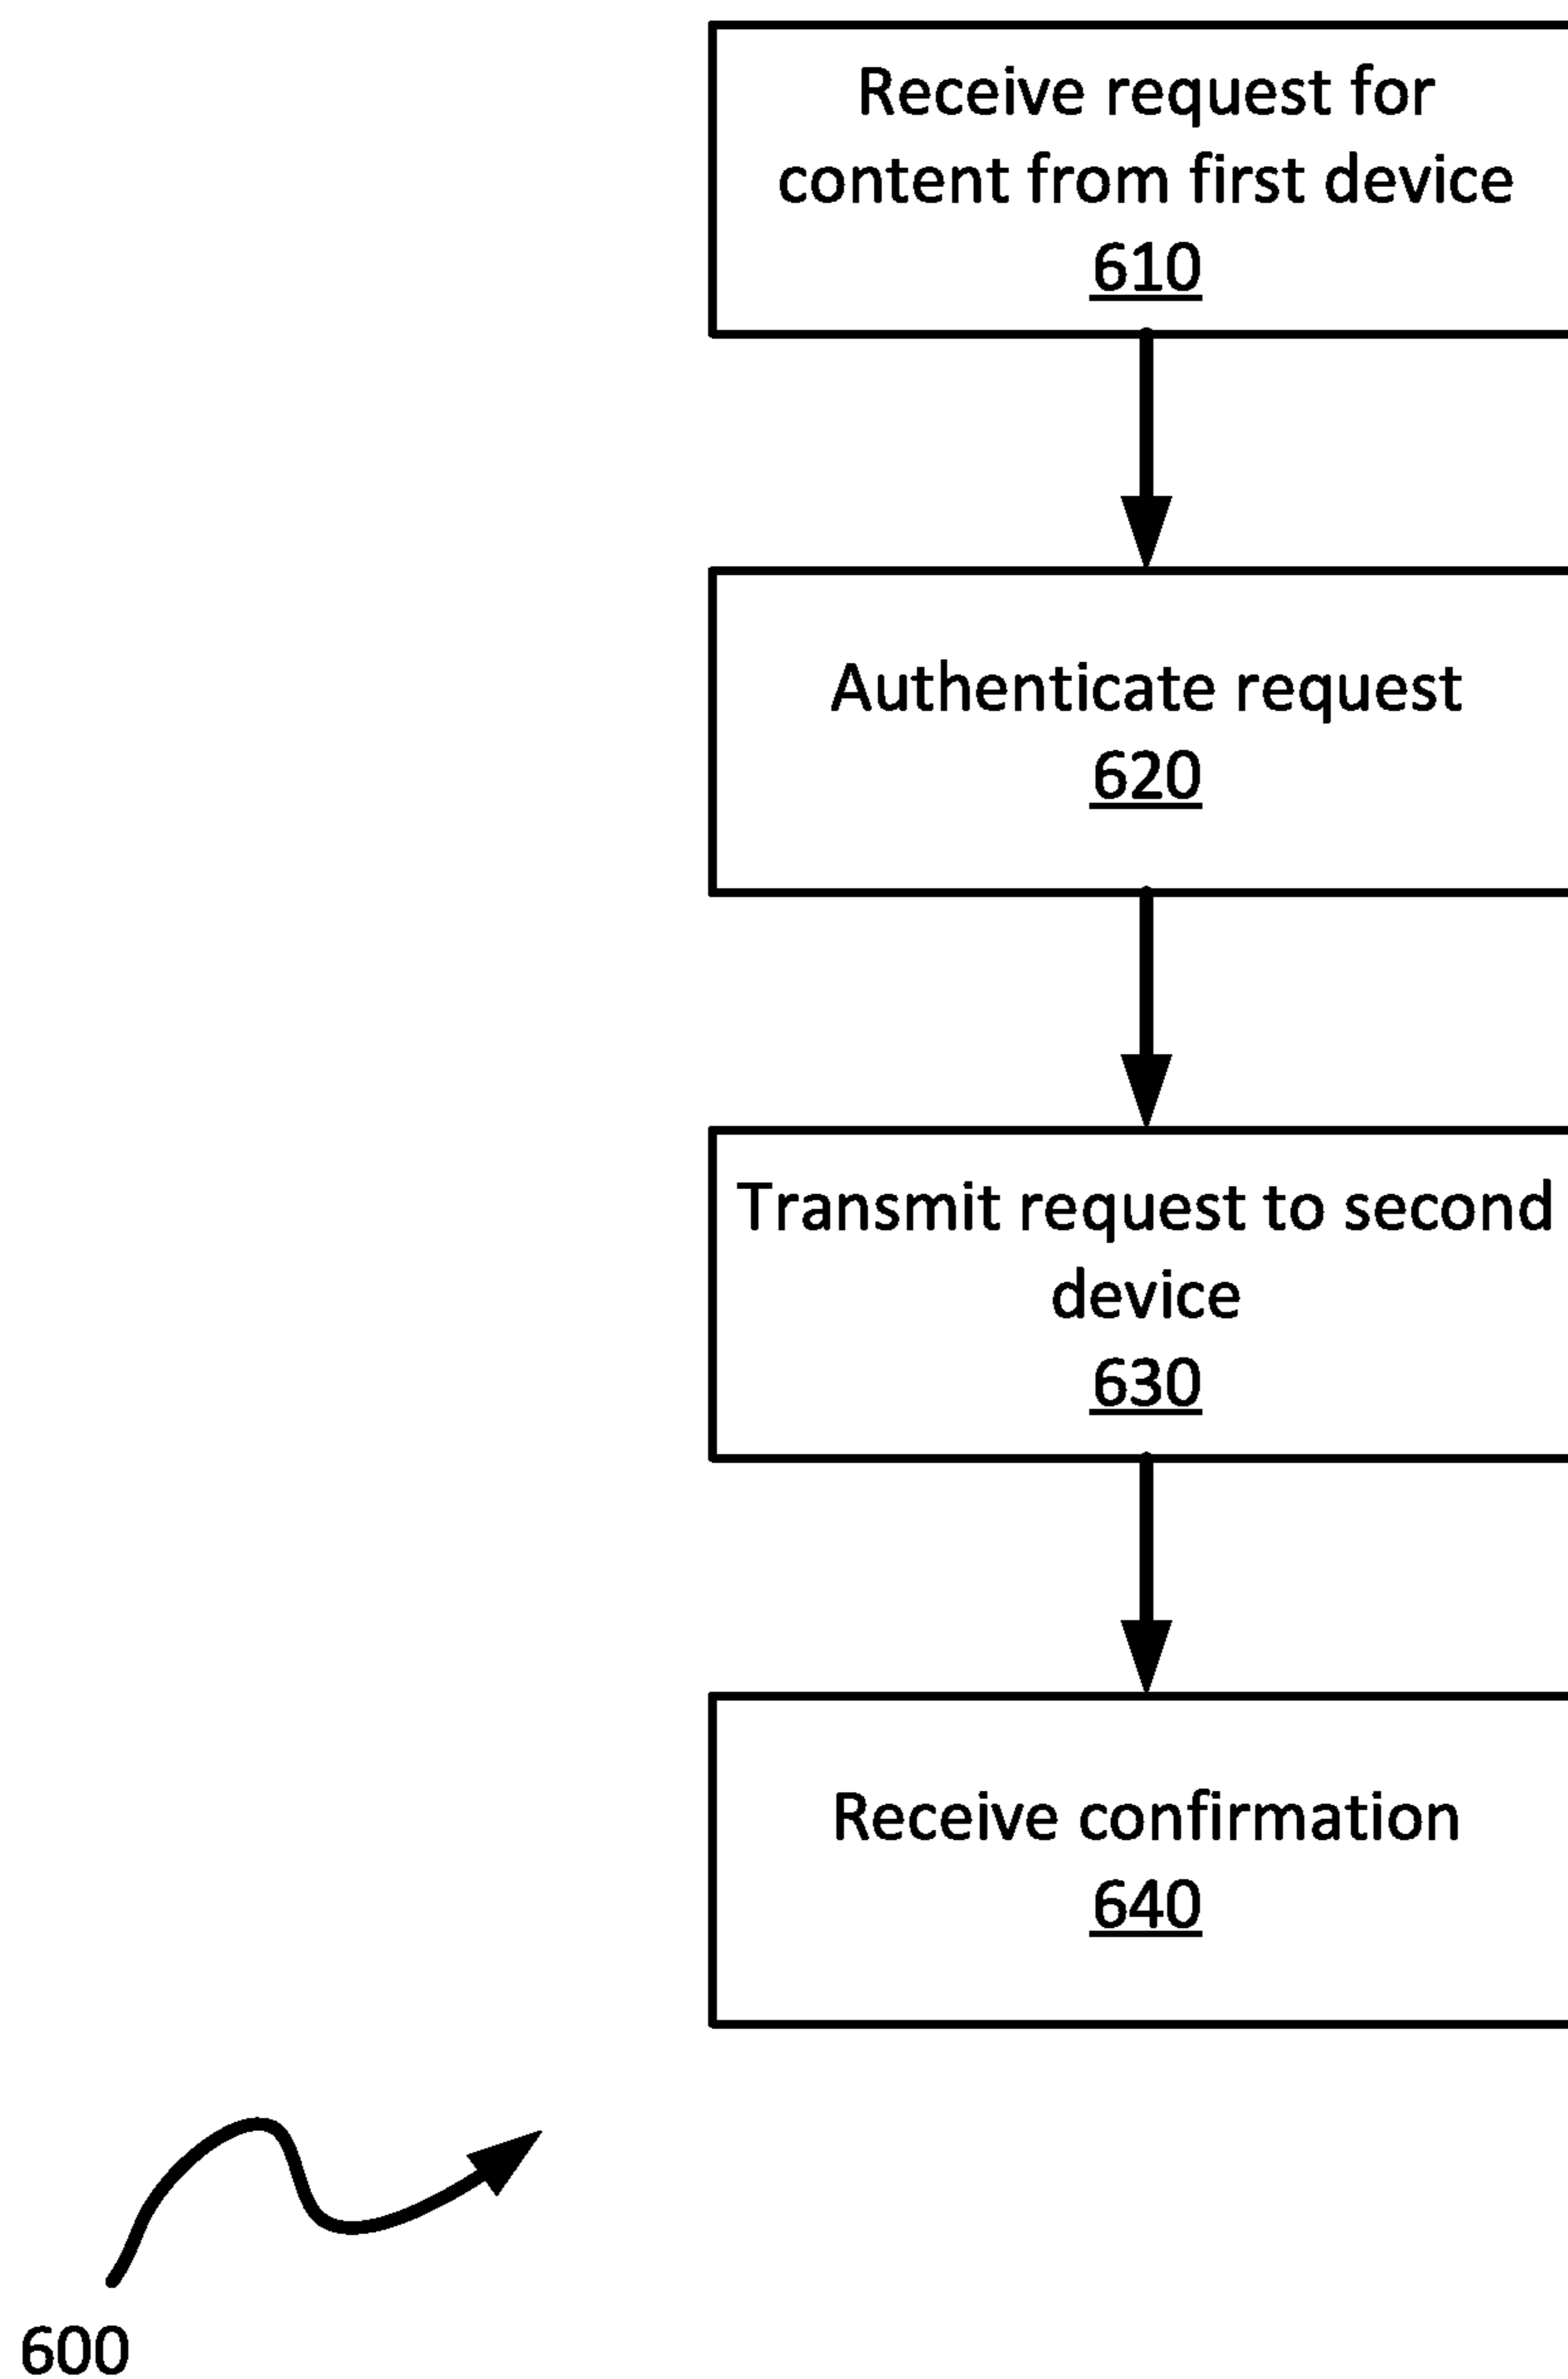 Receive request for
content from first device
610
Authenticate request
620
Transmit request to second
device
630
Receive confirmation
640
600